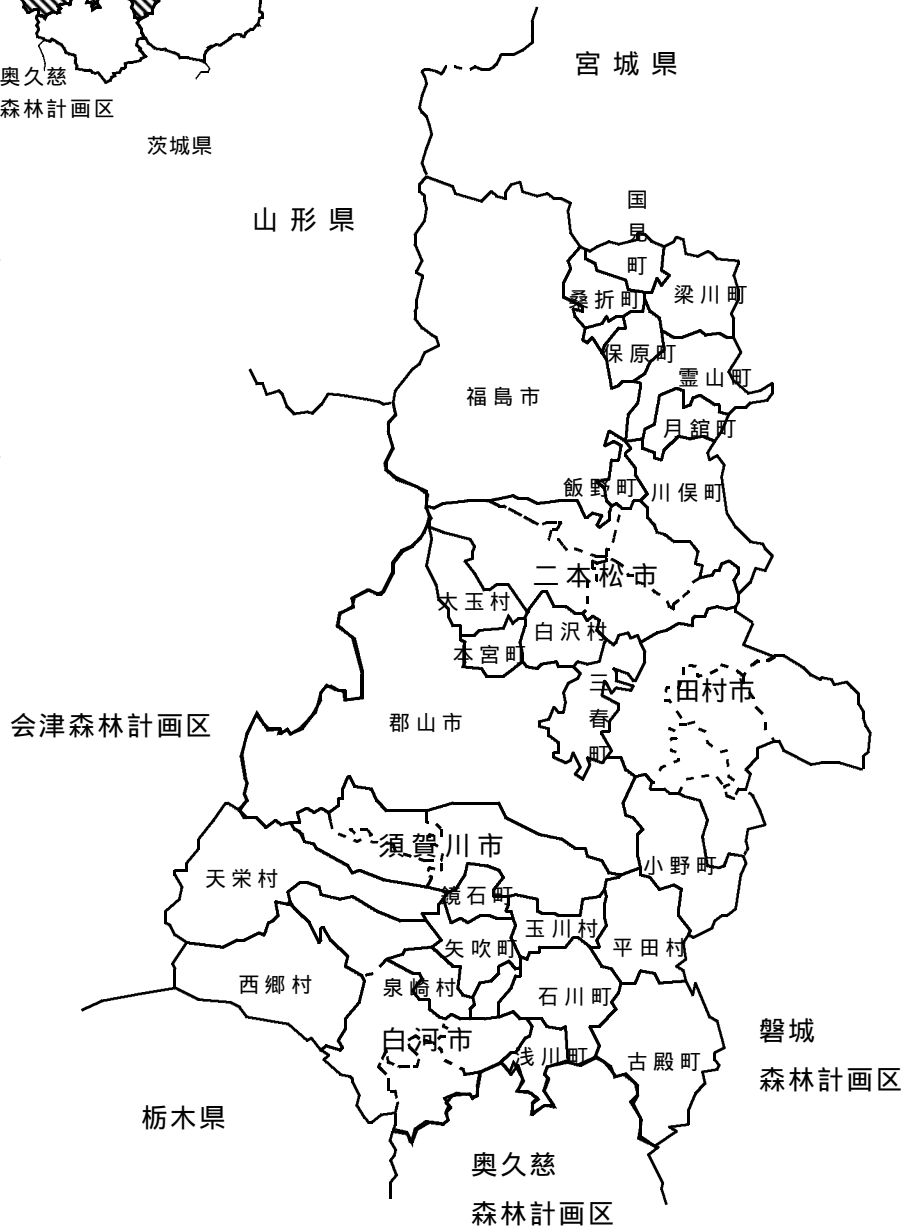 奥久慈
森林計画区
茨城県
宮城県
山形県
国見町
桑折町
梁川町
保原町
霊山町
福島市
月舘町
飯野町
川俣町
二本松市
大玉村
白沢村
本宮町
三春町
田村市
会津森林計画区
郡山市
須賀川市
小野町
天栄村
鏡石町
玉川村
矢吹町
平田村
西郷村
泉崎村
石川町
白河市
浅川町
古殿町
磐城
森林計画区
栃木県
奥久慈
森林計画区